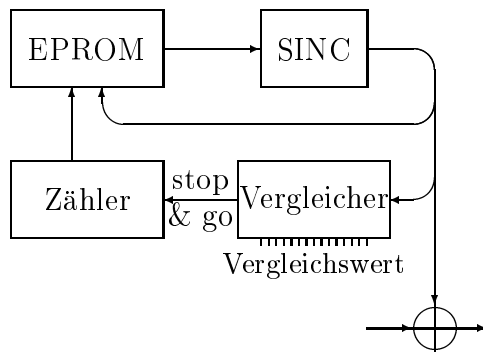 EPROM
SINC
Zähler
stop
& go
Vergleicher
Vergleichswert